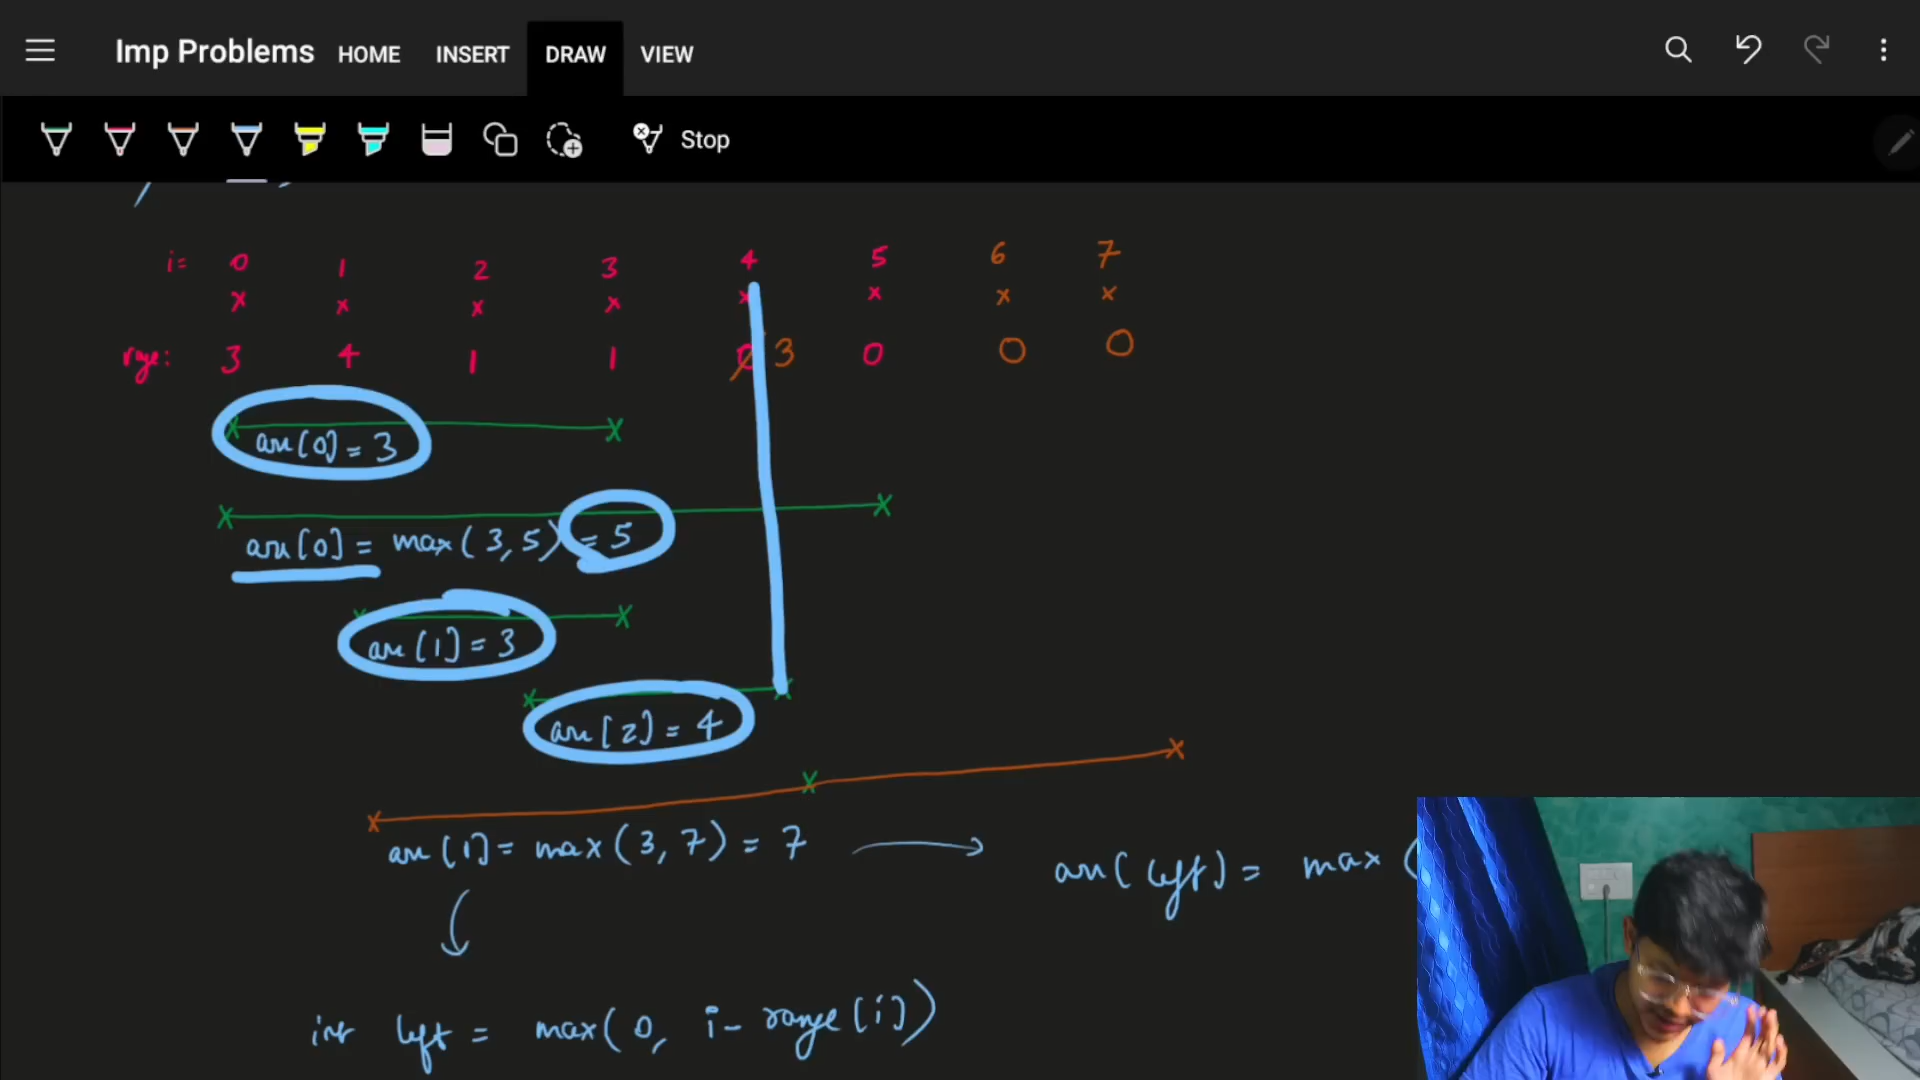 Imp Problems HOME INSERT DRAW VIEW
Stop
i= 0 1 2 3 4 5 6 7
x x x x x x x x
range: 3 4 1 1 0 3 0 0 0
arr[0] = 3
arr[0] = max(3,5) = 5
arr[1] = 3
arr[2] = 4
arr[1] = max(3,7) = 7
arr(left) = max (
int left = max(0, i- range(i))